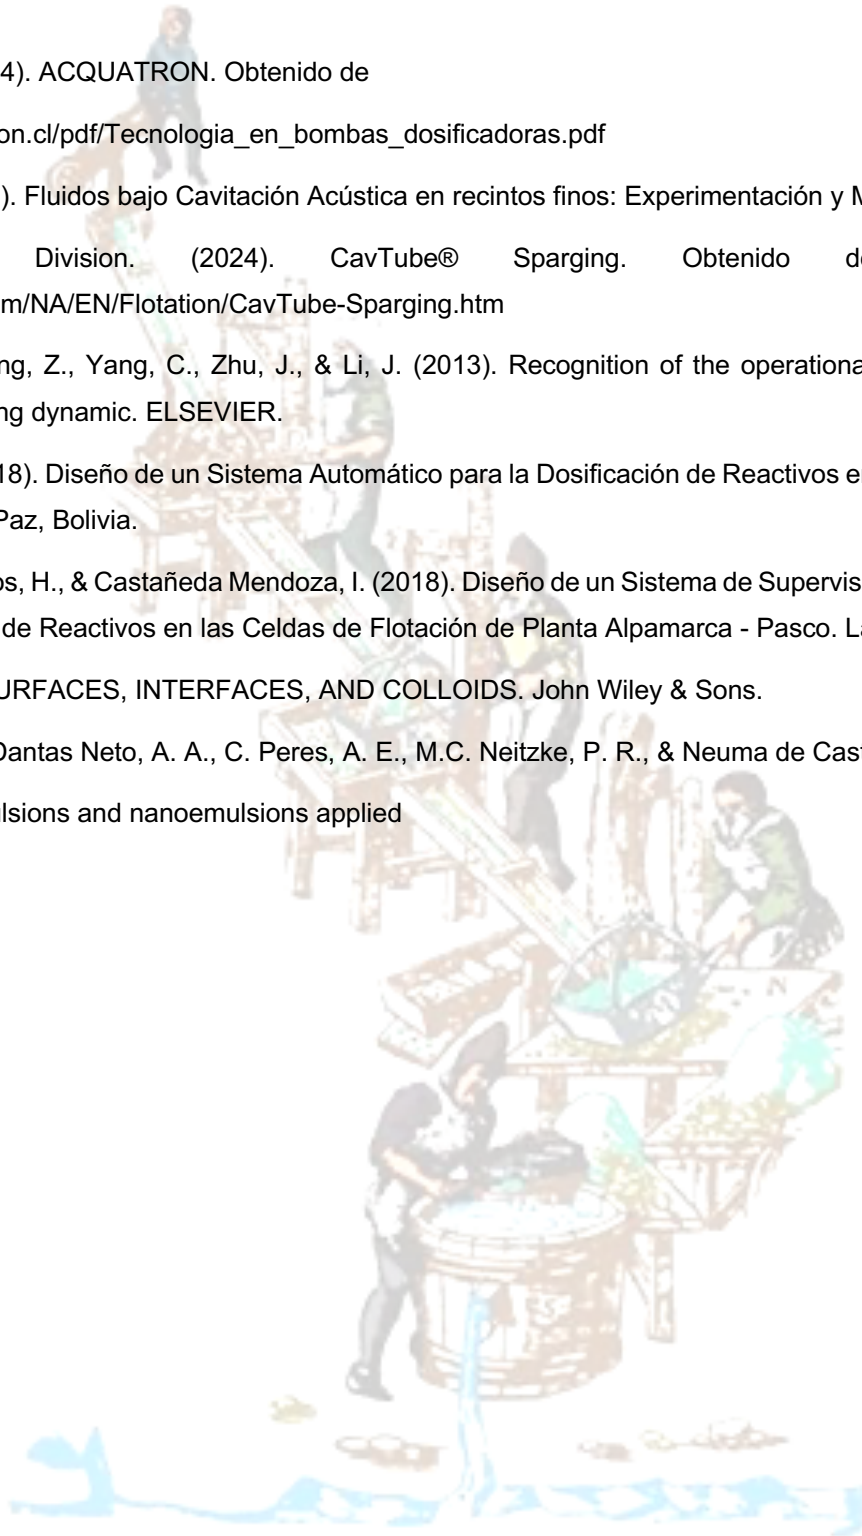 4). ACQUATRON. Obtenido de
on.cl/pdf/Tecnologia_en_bombas_dosificadoras.pdf
). Fluidos bajo Cavitación Acústica en recintos finos: Experimentación y M
Division. (2024). CavTube® Sparging. Obtenido de
m/NA/EN/Flotation/CavTube-Sparging.htm
ng, Z., Yang, C., Zhu, J., & Li, J. (2013). Recognition of the operationa
ng dynamic. ELSEVIER.
18). Diseño de un Sistema Automático para la Dosificación de Reactivos en
Paz, Bolivia.
os, H., & Castañeda Mendoza, I. (2018). Diseño de un Sistema de Supervis
de Reactivos en las Celdas de Flotación de Planta Alpamarca - Pasco. La
URFACES, INTERFACES, AND COLLOIDS. John Wiley & Sons.
Dantas Neto, A. A., C. Peres, A. E., M.C. Neitzke, P. R., & Neuma de Cast
lsions and nanoemulsions applied